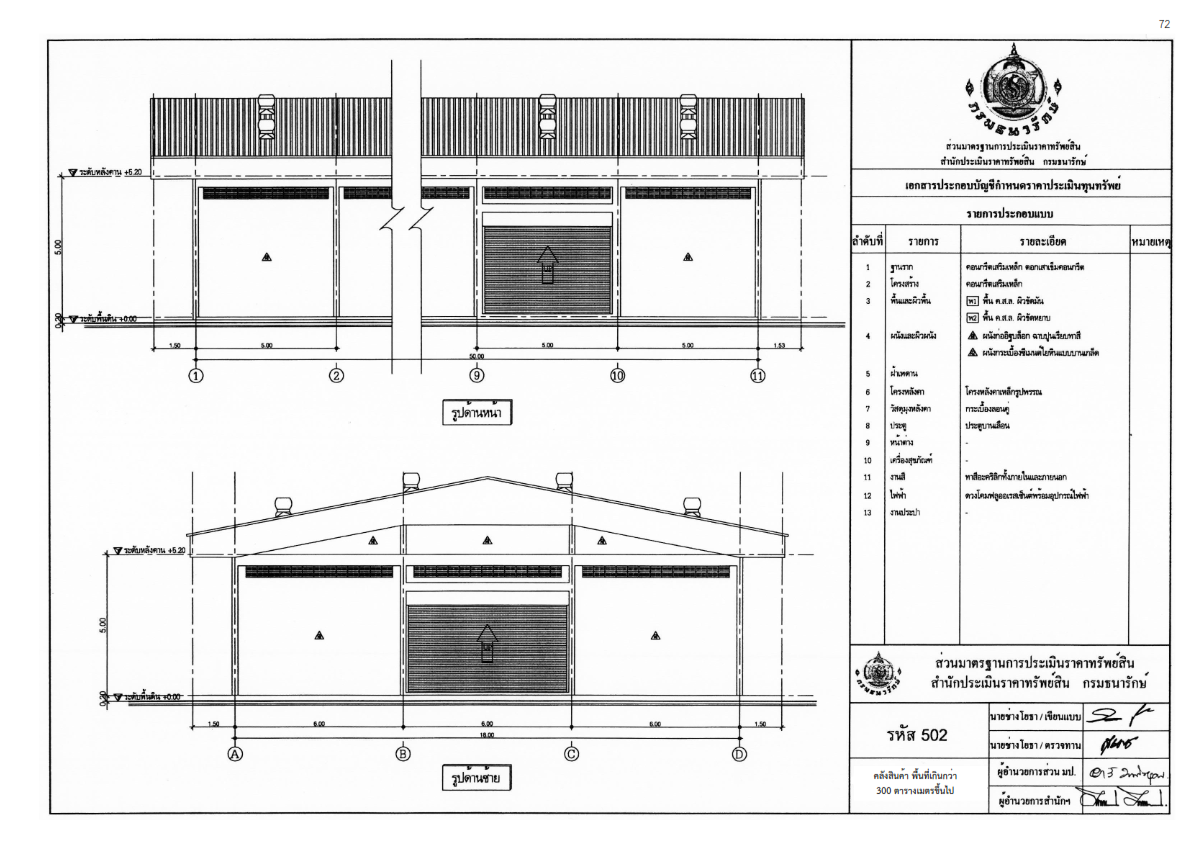 72
ระดับหลังคาน +5.20
5.00
0.20
ระดับพื้นดิน +0.00
UP
1.50
5.00
5.00
5.00
1.53
50.00
1
2
9
10
11
รูปด้านหน้า
ระดับหลังคาน +5.20
5.00
0.20
ระดับพื้นดิน +0.00
UP
1.50
6.00
6.00
6.00
1.50
18.00
A
B
C
D
รูปด้านซ้าย
กรมธนารักษ์
ส่วนมาตรฐานการประเมินราคาทรัพย์สิน
สำนักประเมินราคาทรัพย์สิน กรมธนารักษ์
เอกสารประกอบบัญชีกำหนดราคาประเมินทุนทรัพย์
รายการประกอบแบบ
ลำดับที่ รายการ รายละเอียด หมายเหตุ
1 ฐานราก คอนกรีตเสริมเหล็ก ตอกเสาเข็มคอนกรีต
2 โครงสร้าง คอนกรีตเสริมเหล็ก
3 พื้นและผิวพื้น พ1 พื้น ค.ส.ล. ผิวขัดมัน
พ2 พื้น ค.ส.ล. ผิวขัดหยาบ
4 ผนังและผิวผนัง ผนังก่ออิฐบล็อก ฉาบปูนเรียบทาสี
ผนังกระเบื้องซีเมนต์ใยหินแบบบานเกล็ด
5 ฝ้าเพดาน
6 โครงหลังคา โครงหลังคาเหล็กรูปพรรณ
7 วัสดุมุงหลังคา กระเบื้องลอนคู่
8 ประตู ประตูบานเลื่อน
9 หน้าต่าง -
10 เครื่องสุขภัณฑ์ -
11 งานสี ทาสีอะคริลิกทั้งภายในและภายนอก
12 ไฟฟ้า ดวงโคมฟลูออเรสเซ็นต์พร้อมอุปกรณ์ไฟฟ้า
13 งานประปา -
กรมธนารักษ์
ส่วนมาตรฐานการประเมินราคาทรัพย์สิน
สำนักประเมินราคาทรัพย์สิน กรมธนารักษ์
รหัส 502
นายช่างโยธา / เขียนแบบ
นายช่างโยธา / ตรวจทาน
คลังสินค้า พื้นที่เกินกว่า
300 ตารางเมตรขึ้นไป
ผู้อำนวยการส่วน มป.
ผู้อำนวยการสำนักฯ